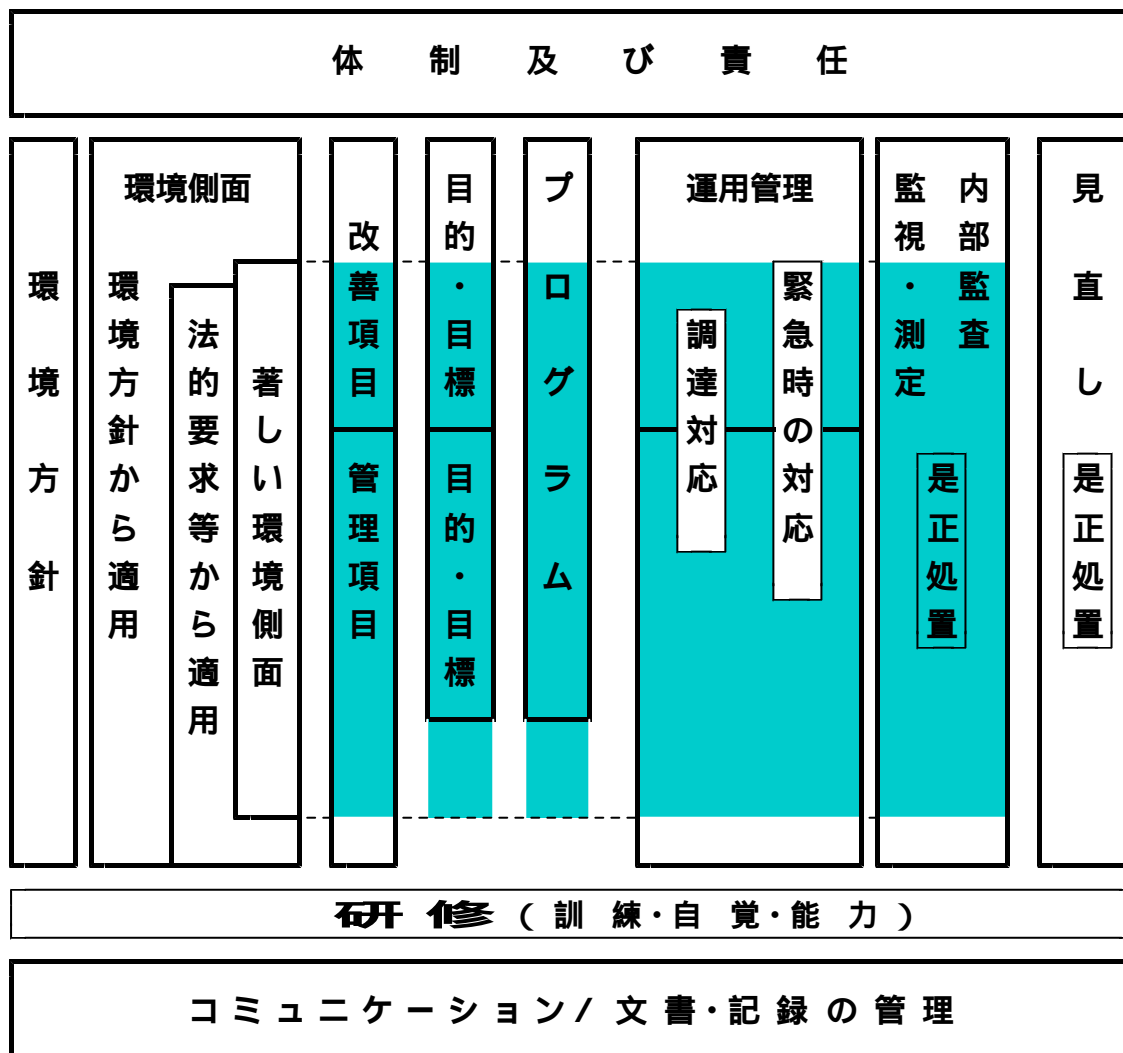 体制及び責任
環境方針
環境側面
環境方針から適用
法的要求等から適用
著しい環境側面
改善項目
管理項目
目的・目標
目的・目標
プログラム
運用管理
調達対応
緊急時の対応
監視・測定
内部監査
是正処置
見直し
是正処置
研修(訓練・自覚・能力)
コミュニケーション/文書・記録の管理